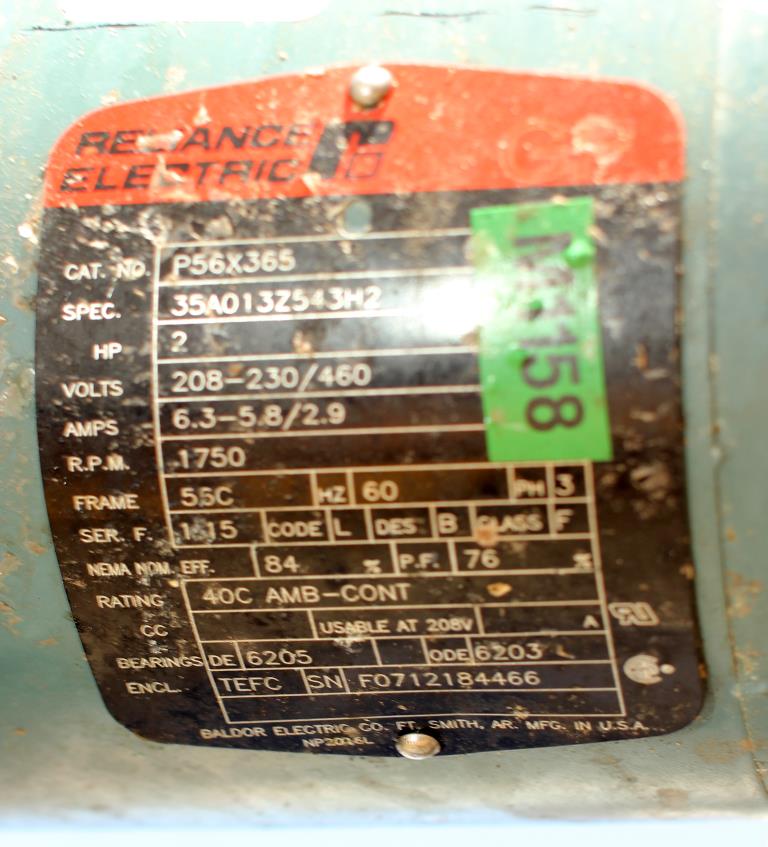 RELIANCE
ELECTRIC
CAT. NO. P56X365
SPEC. 35A013Z543H2
HP 2
VOLTS 208-230/460
AMPS 6.3-5.8/2.9
R.P.M. 1750
FRAME 56C HZ 60 PH 3
SER. F. 1.15 CODE L DES B CLASS F
NEMA NOM. EFF. 84 % P.F. 76 %
RATING 40C AMB-CONT
CC USABLE AT 208V A
BEARINGS DE 6205 ODE 6203
ENCL. TEFC SN F0712184466
BALDOR ELECTRIC CO. FT. SMITH, AR. MFG. IN U.S.A.